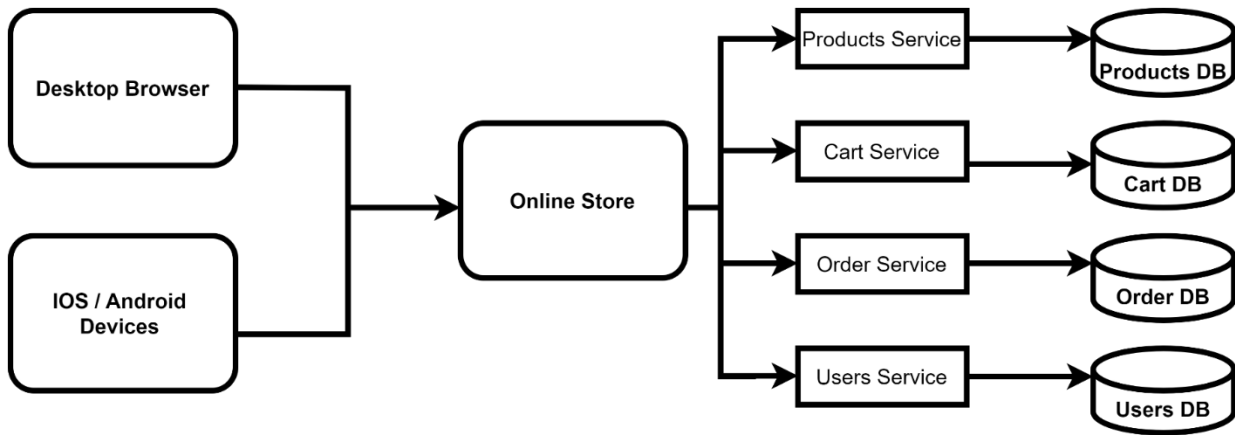 Desktop Browser
IOS / Android
Devices
Online Store
Products Service
Cart Service
Order Service
Users Service
Products DB
Cart DB
Order DB
Users DB